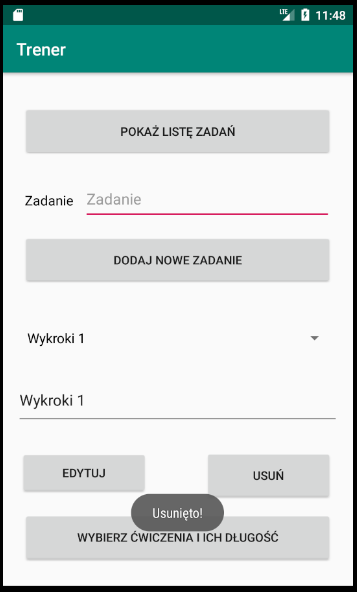 LTE 11:48
Trener
POKAŻ LISTĘ ZADAŃ
Zadanie Zadanie
DODAJ NOWE ZADANIE
Wykroki 1
Wykroki 1
EDYTUJ USUŃ
Usunięto!
WYBIERZ ĆWICZENIA I ICH DŁUGOŚĆ